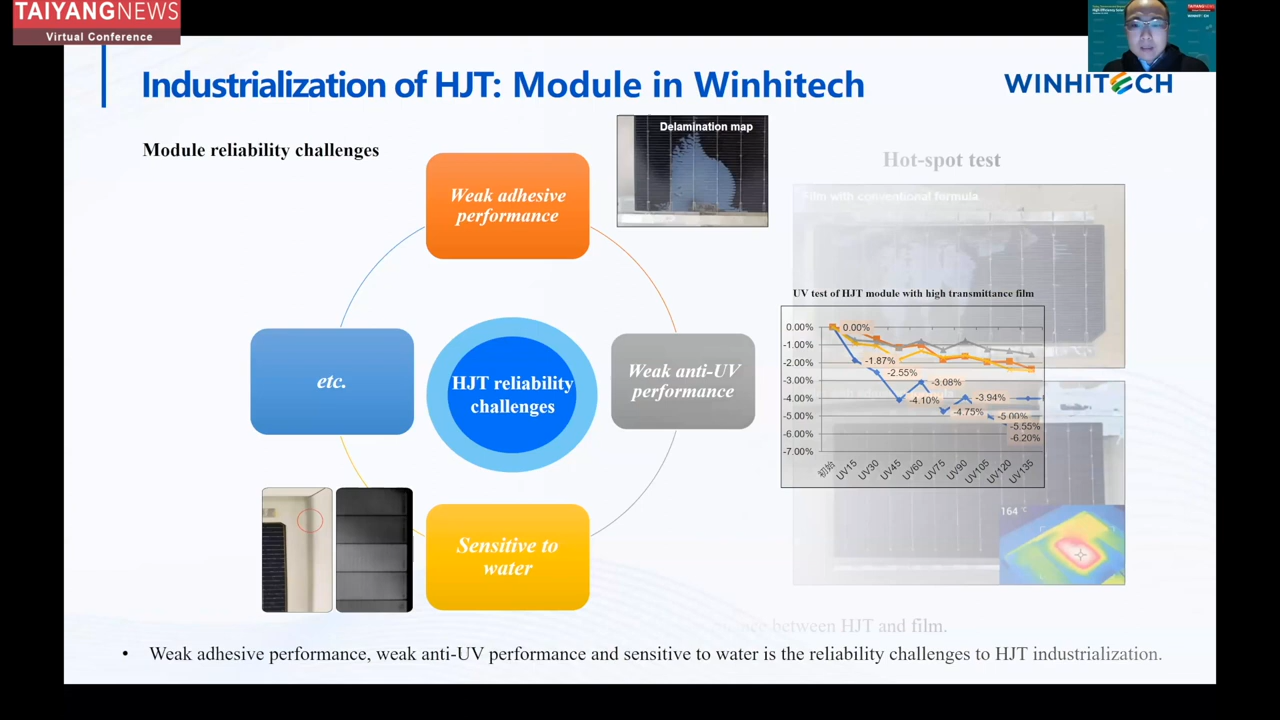 TAIYANGNEWS
Virtual Conference
Industrialization of HJT: Module in Winhitech
WINHITECH
Module reliability challenges
Delamination map
Hot-spot test
Weak adhesive
performance
Film with conventional formula
UV test of HJT module with high transmittance film
etc.
HJT reliability
challenges
Weak anti-UV
performance
0.00%
-1.00%
-2.00%
-3.00%
-4.00%
-5.00%
-6.00%
-7.00%
0.00%
-1.87%
-2.55%
-4.10%
-3.08%
-4.75%
-3.94%
-5.00%
-5.55%
-6.20%
初始
UV15
UV30
UV45
UV60
UV75
UV90
UV105
UV120
UV135
164 °C
Sensitive to
water
between HJT and film.
• Weak adhesive performance, weak anti-UV performance and sensitive to water is the reliability challenges to HJT industrialization.